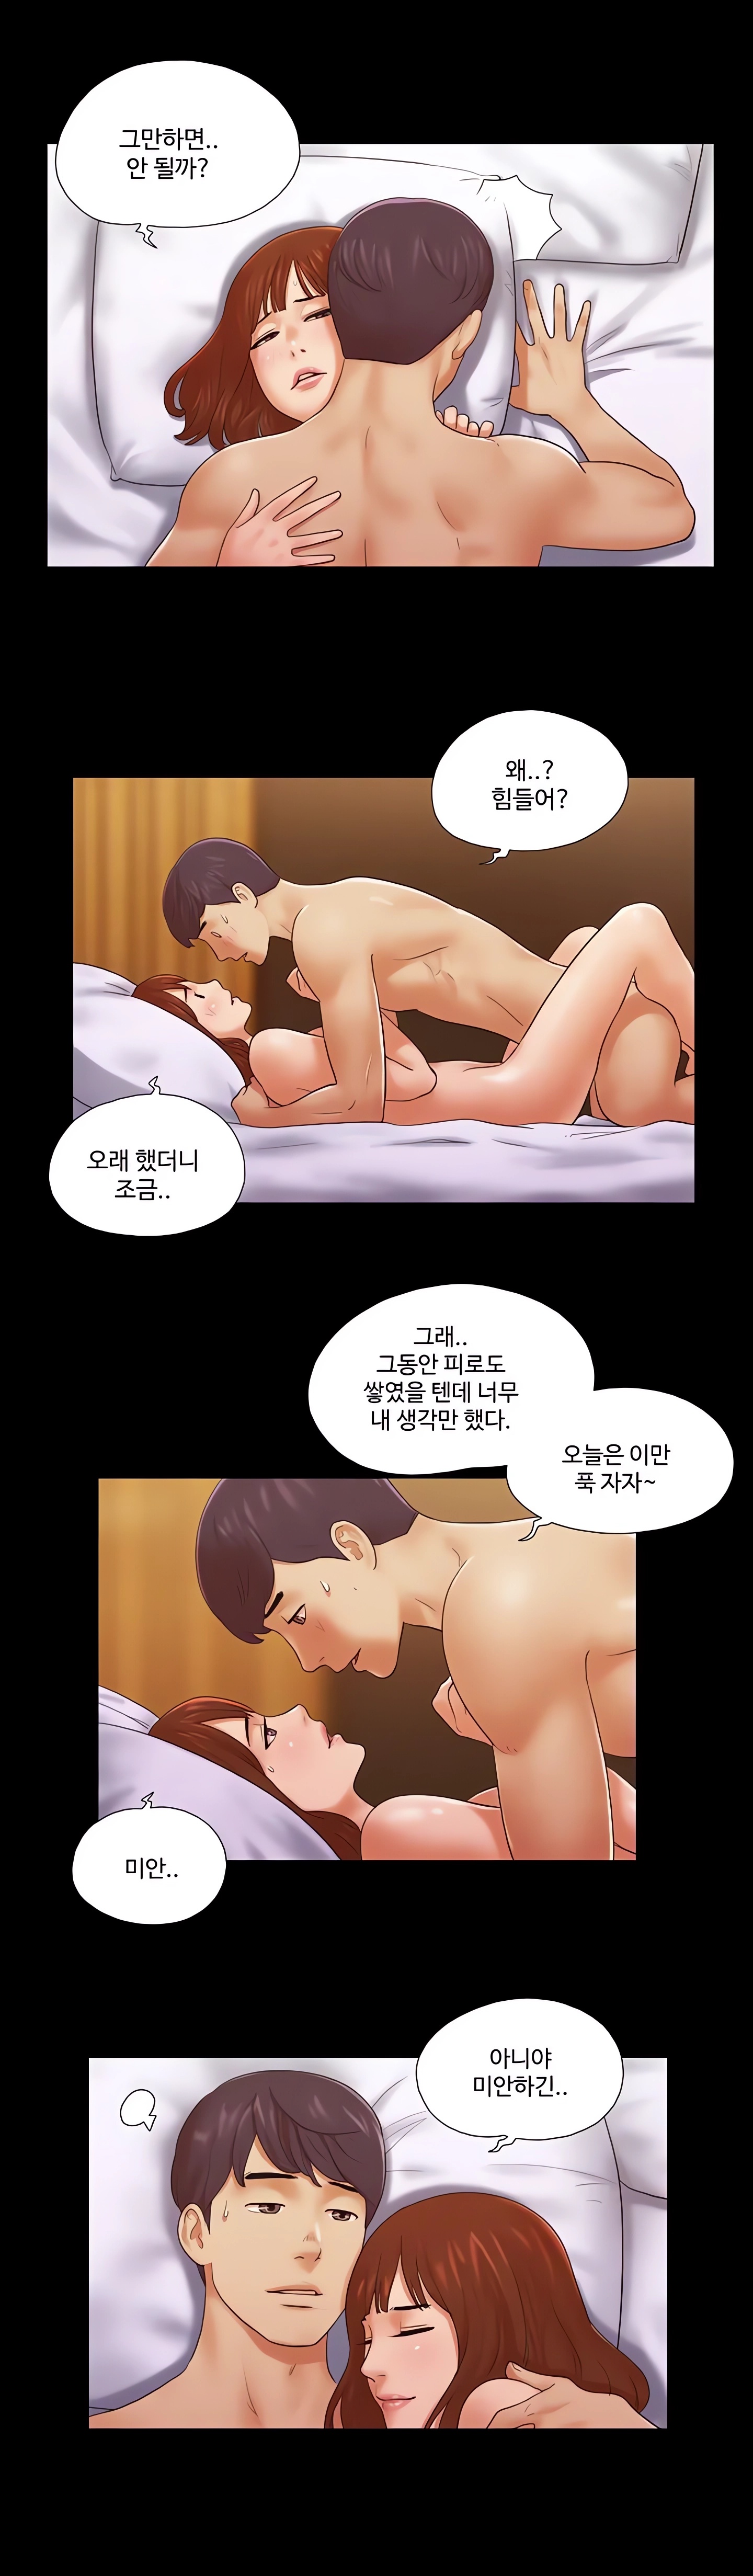 그만하면..
안 될까?
왜..?
힘들어?
오래 했더니
조금..
그래..
그동안 피로도
쌓였을 텐데 너무
내 생각만 했다.
오늘은 이만
푹 자자~
미안..
아니야
미안하긴..